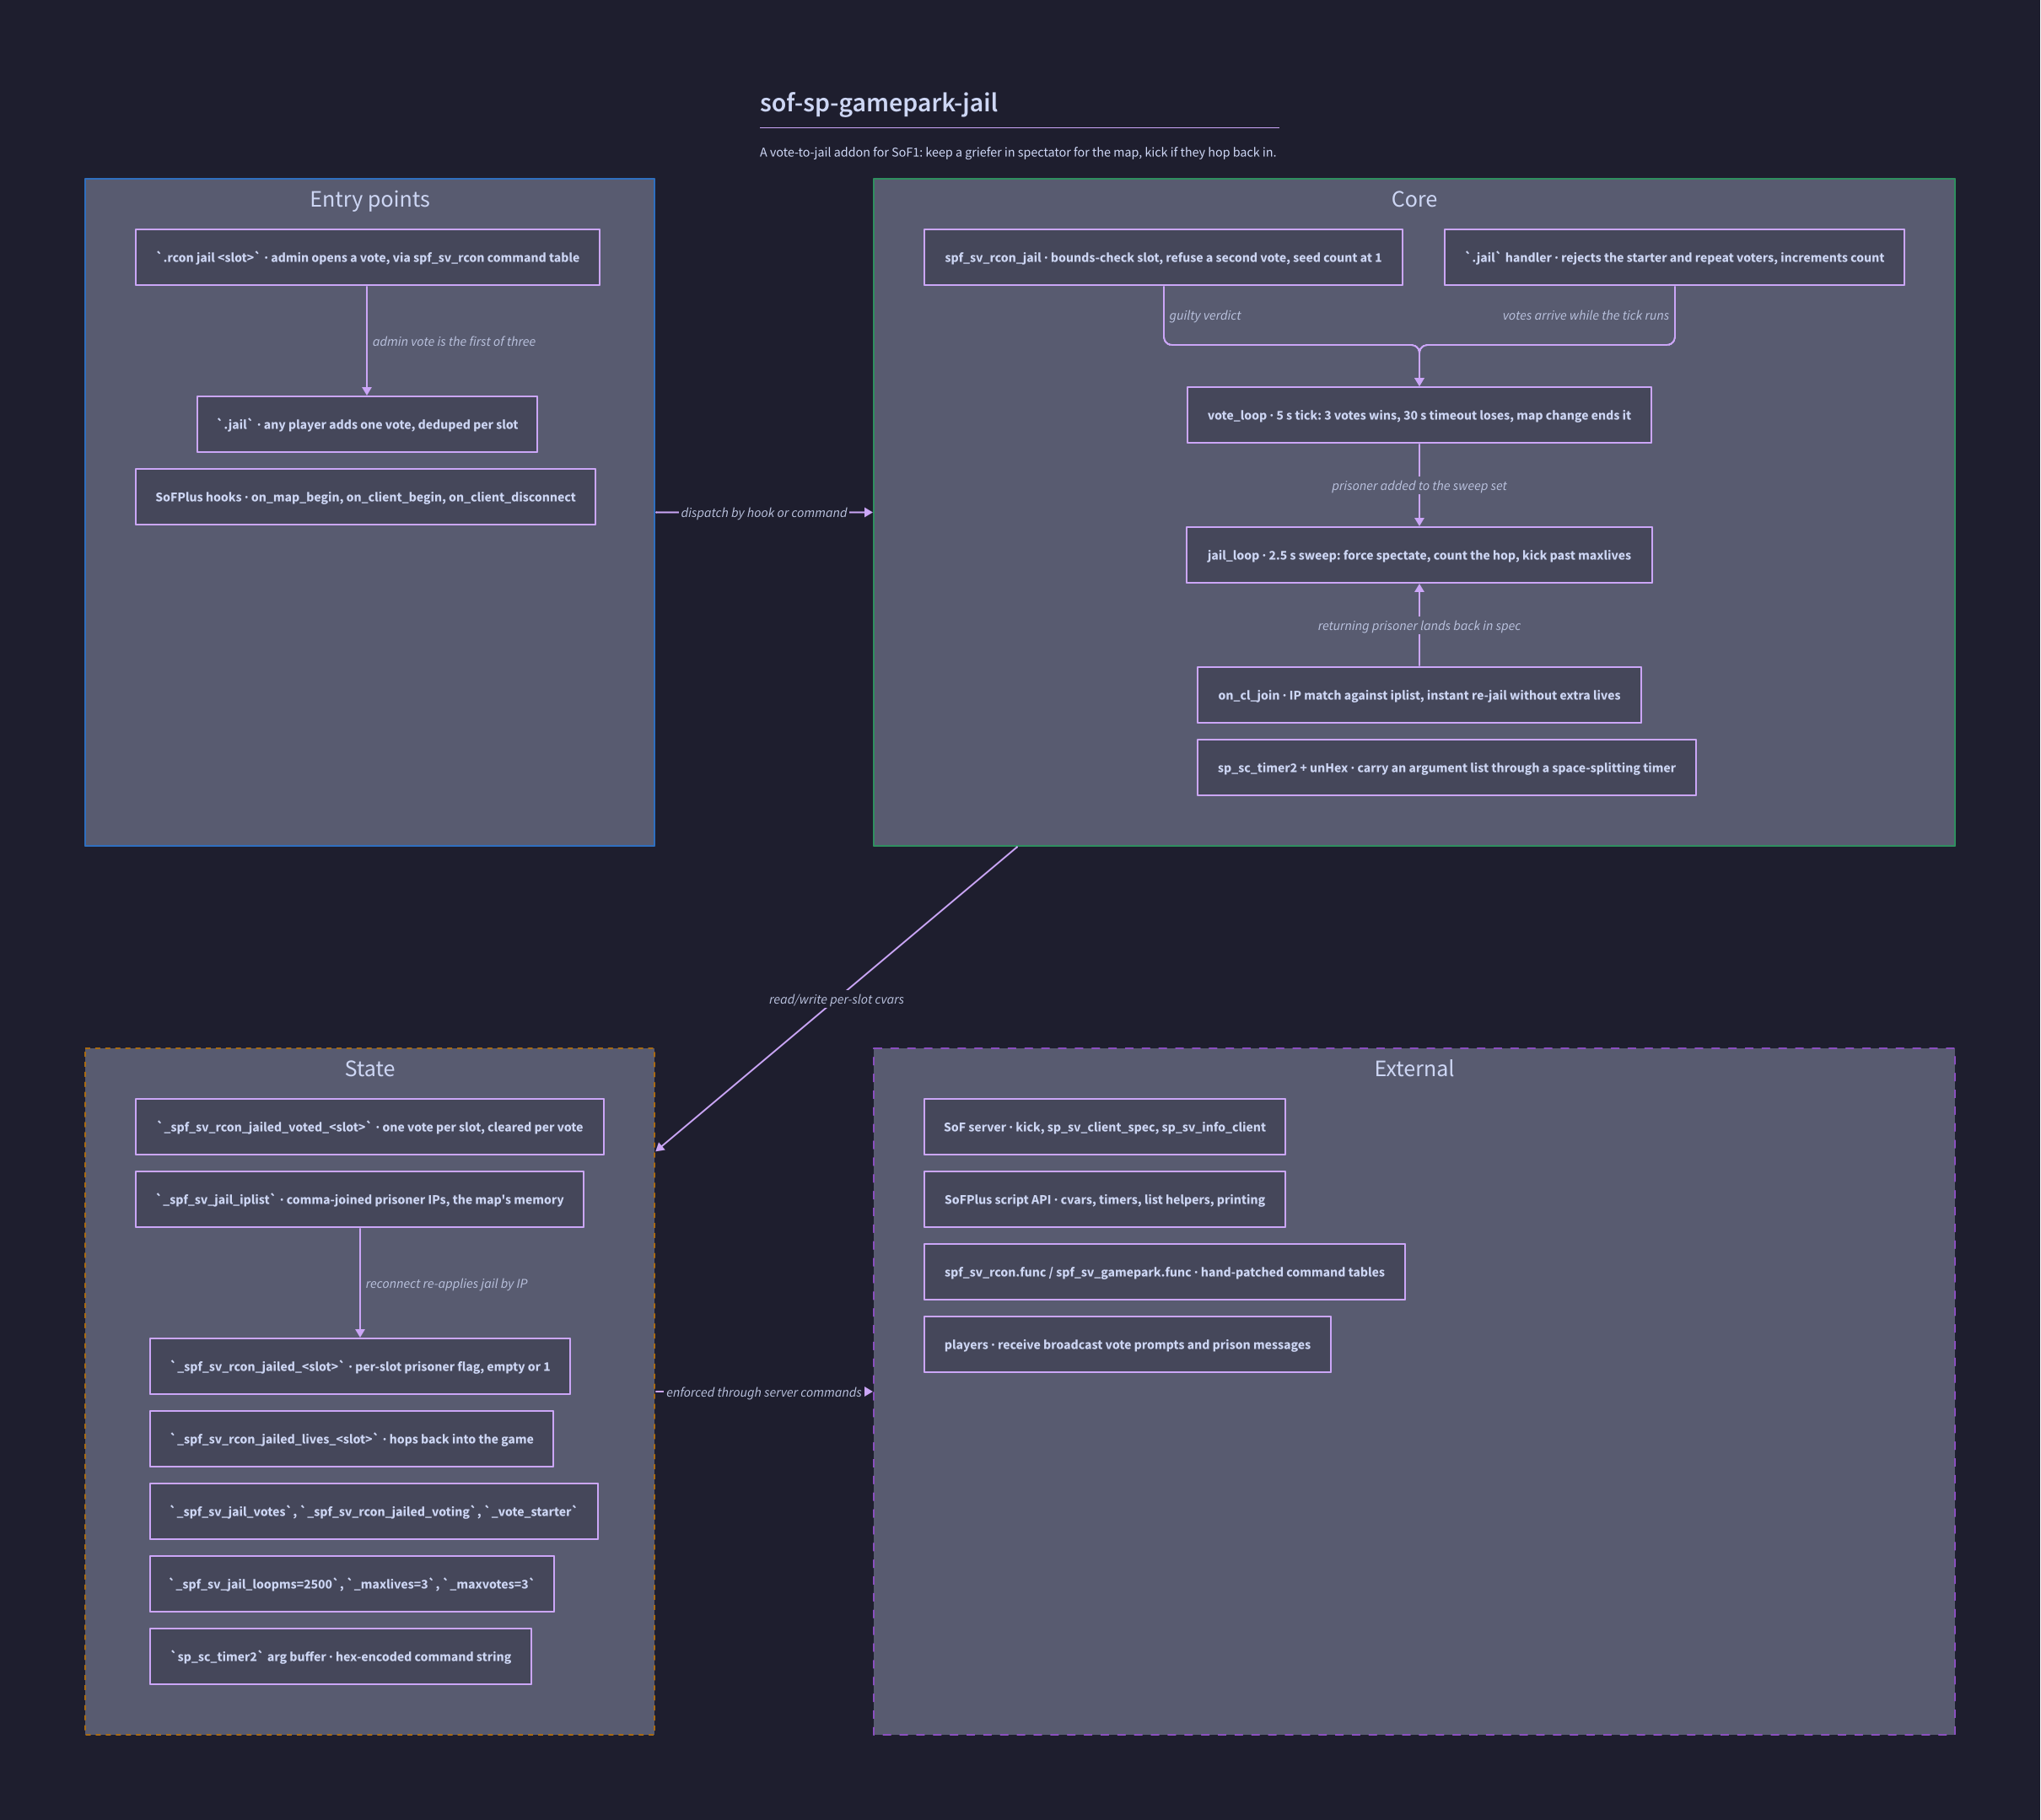 sof-sp-gamepark-jail
A vote-to-jail addon for SoF1: keep a griefer in spectator for the map, kick if they hop back in.
Entry points
`.rcon jail <slot>` · admin opens a vote, via spf_sv_rcon command table
admin vote is the first of three
`.jail` · any player adds one vote, deduped per slot
SoFPlus hooks · on_map_begin, on_client_begin, on_client_disconnect
dispatch by hook or command
Core
spf_sv_rcon_jail · bounds-check slot, refuse a second vote, seed count at 1
`.jail` handler · rejects the starter and repeat voters, increments count
guilty verdict
votes arrive while the tick runs
vote_loop · 5 s tick: 3 votes wins, 30 s timeout loses, map change ends it
prisoner added to the sweep set
jail_loop · 2.5 s sweep: force spectate, count the hop, kick past maxlives
returning prisoner lands back in spec
on_cl_join · IP match against iplist, instant re-jail without extra lives
sp_sc_timer2 + unHex · carry an argument list through a space-splitting timer
read/write per-slot cvars
State
`_spf_sv_rcon_jailed_voted_<slot>` · one vote per slot, cleared per vote
`_spf_sv_jail_iplist` · comma-joined prisoner IPs, the map's memory
reconnect re-applies jail by IP
`_spf_sv_rcon_jailed_<slot>` · per-slot prisoner flag, empty or 1
`_spf_sv_rcon_jailed_lives_<slot>` · hops back into the game
`_spf_sv_jail_votes`, `_spf_sv_rcon_jailed_voting`, `_vote_starter`
`_spf_sv_jail_loopms=2500`, `_maxlives=3`, `_maxvotes=3`
`sp_sc_timer2` arg buffer · hex-encoded command string
enforced through server commands
External
SoF server · kick, sp_sv_client_spec, sp_sv_info_client
SoFPlus script API · cvars, timers, list helpers, printing
spf_sv_rcon.func / spf_sv_gamepark.func · hand-patched command tables
players · receive broadcast vote prompts and prison messages